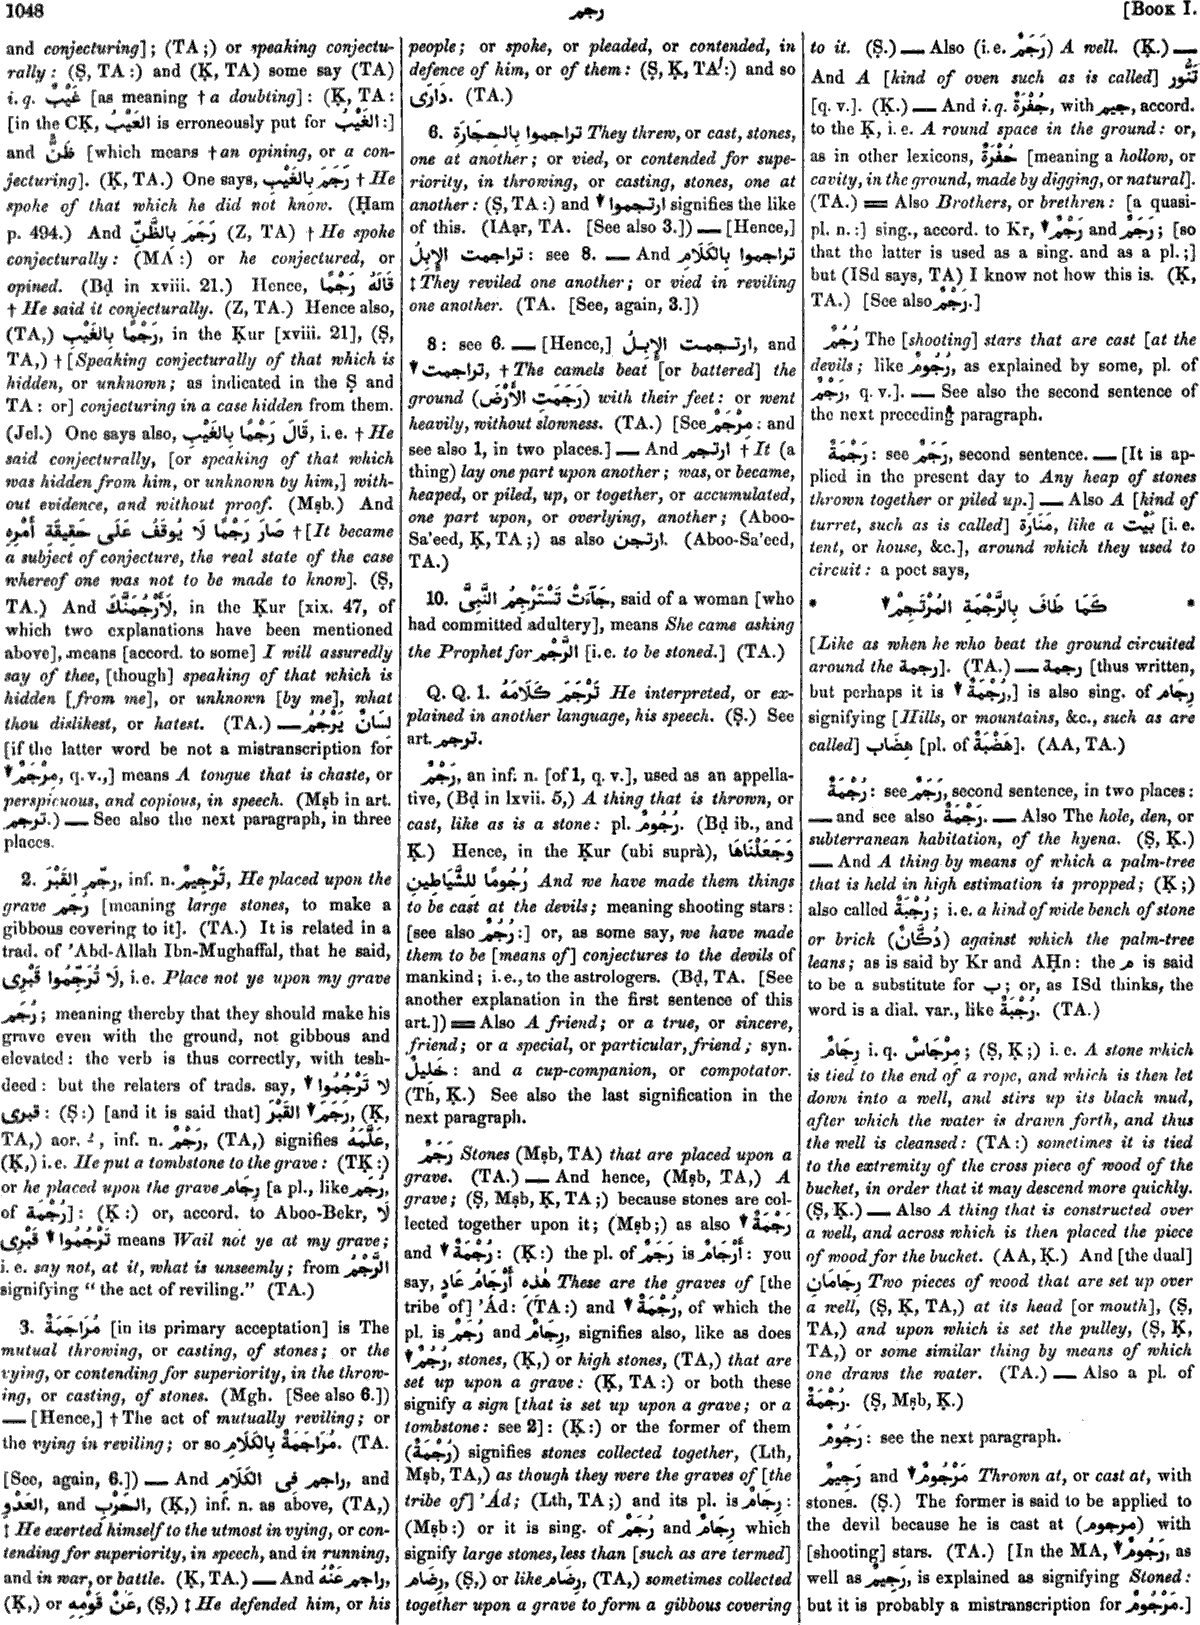 1048
رجم
[BOOK I.
and conjecturing]; (TA;) or speaking conjectu-
rally: (Ṣ, TA:) and (Ḳ, TA) some say (TA)
i. q. غَيْبٌ [as meaning † a doubting]: (Ḳ, TA:
[in the CḲ, الغَيْبُ is erroneously put for الغَيْبُ:]
and ظَنٌّ [which means † an opining, or a con-
jecturing]. (Ḳ, TA.) One says, رَجَمَ بِالغَيْبِ † He
spoke of that which he did not know. (Ḥam
p. 494.) And رَجَمَ بِالظَّنِّ (Z, TA) † He spoke
conjecturally: (MA:) or he conjectured, or
opined. (Bḍ in xviii. 21.) Hence, قَالَهُ رَجْمًا
† He said it conjecturally. (Z, TA.) Hence also,
(TA,) رَجْمًا بِالغَيْبِ, in the Ḳur [xviii. 21], (Ṣ,
TA,) † [Speaking conjecturally of that which is
hidden, or unknown; as indicated in the Ṣ and
TA: or] conjecturing in a case hidden from them.
(Jel.) One says also, قَالَ رَجْمًا بِالغَيْبِ, i. e. † He
said conjecturally, [or speaking of that which
was hidden from him, or unknown by him,] with-
out evidence, and without proof. (Mṣb.) And
صَارَ رَجْمًا لَا يُوقَفُ عَلَى حَقِيقَةِ أَمْرِهِ † [It became
a subject of conjecture, the real state of the case
whereof one was not to be made to know]. (Ṣ,
TA.) And لَأَرْجُمَنَّكَ, in the Ḳur [xix. 47, of
which two explanations have been mentioned
above], means [accord. to some] I will assuredly
say of thee, [though] speaking of that which is
hidden [from me], or unknown [by me], what
thou dislikest, or hatest. (TA.) — لِسَانٌ يَرْجُمُ
[if the latter word be not a mistranscription for
▼ مِرْجَمٌ, q. v.,] means A tongue that is chaste, or
perspicuous, and copious, in speech. (Mṣb in art.
ترجم.) — See also the next paragraph, in three
places.
2. رجّم القَبْرَ, inf. n. تَرْجِيمٌ, He placed upon the
grave رُجَم [meaning large stones, to make a
gibbous covering to it]. (TA.) It is related in a
trad. of 'Abd-Allah Ibn-Mughaffal, that he said,
لَا تُرَجِّمُوا قَبْرِى, i. e. Place not ye upon my grave
رُجَم; meaning thereby that they should make his
grave even with the ground, not gibbous and
elevated: the verb is thus correctly, with tesh-
deed: but the relaters of trads. say, ▼ لَا تَرْجُمُوا
قبرى: (Ṣ:) [and it is said that] ▼ رَجَمَ القَبْرَ, (Ḳ,
TA,) aor. ـُ, inf. n. رَجْمٌ, (TA,) signifies عَلَّمَهُ,
(Ḳ,) i. e. He put a tombstone to the grave: (TḲ:)
or he placed upon the grave رِجَام [a pl., like رُجَم,
of رُجْمَة]: (Ḳ:) or, accord. to Aboo-Bekr, لَا
▼ تَرْجُمُوا قَبْرِى means Wail not ye at my grave;
i. e. say not, at it, what is unseemly; from الرَّجْمُ
signifying “the act of reviling.” (TA.)
3. مُرَاجَمَةٌ [in its primary acceptation] is The
mutual throwing, or casting, of stones; or the
vying, or contending for superiority, in the throw-
ing, or casting, of stones. (Mgh. [See also 6.])
— [Hence,] † The act of mutually reviling; or
the vying in reviling; or so مُرَاجَمَةٌ بِالكَلَامِ. (TA.
[See, again, 6.]) — And راجم فِى الكَلَامِ, and
العَدْوِ, and الحَرْبِ, (Ḳ,) inf. n. as above, (TA,)
‡ He exerted himself to the utmost in vying, or con-
tending for superiority, in speech, and in running,
and in war, or battle. (Ḳ, TA.) — And راجم عَنْهُ,
(Ḳ,) or عَنْ قَوْمِهِ, (Ṣ,) ‡ He defended him, or his
people; or spoke, or pleaded, or contended, in
defence of him, or of them: (Ṣ, Ḳ, TA:) and so
دَارَى. (TA.)
6. تراجموا بِالحِجَارَةِ They threw, or cast, stones,
one at another; or vied, or contended for supe-
riority, in throwing, or casting, stones, one at
another: (Ṣ, TA:) and ▼ ارتجموا signifies the like
of this. (IAạr, TA. [See also 3.]) — [Hence,]
تراجمت الإِبِلُ: see 8. — And تراجموا بِالكَلَامِ
‡ They reviled one another; or vied in reviling
one another. (TA. [See, again, 3.])
8: see 6. — [Hence,] ارتجمت الإِبِلُ, and
▼ تراجمت, † The camels beat [or battered] the
ground (رَجَمَتِ الأَرْضَ) with their feet: or went
heavily, without slowness. (TA.) [See مِرْجَمٌ: and
see also 1, in two places.] — And ارتجم † It (a
thing) lay one part upon another; was, or became,
heaped, or piled, up, or together, or accumulated,
one part upon, or overlying, another; (Aboo-
Sa'eed, Ḳ, TA;) as also ارتجن. (Aboo-Sa'eed,
TA.)
10. جَآءَتْ تَسْتَرْجِمُ النَّبِىَّ, said of a woman [who
had committed adultery], means She came asking
the Prophet for الرَّجْم [i. e. to be stoned.] (TA.)
Q. Q. 1. تَرْجَمَ كَلَامَهُ He interpreted, or ex-
plained in another language, his speech. (Ṣ.) See
art. ترجم.
رَجْمٌ, an inf. n. [of 1, q. v.], used as an appella-
tive, (Bḍ in lxvii. 5,) A thing that is thrown, or
cast, like as is a stone: pl. رُجُومٌ. (Bḍ ib., and
Ḳ.) Hence, in the Ḳur (ubi suprà), وَجَعَلْنَاهَا
رُجُومًا لِلشَّيَاطِينِ And we have made them things
to be cast at the devils; meaning shooting stars:
[see also رُجُمٌ:] or, as some say, we have made
them to be [means of] conjectures to the devils of
mankind; i. e., to the astrologers. (Bḍ, TA. [See
another explanation in the first sentence of this
art.]) = Also A friend; or a true, or sincere,
friend; or a special, or particular, friend; syn.
خَلِيلٌ: and a cup-companion, or compotator.
(Th, Ḳ.) See also the last signification in the
next paragraph.
رَجَمٌ Stones (Mṣb, TA) that are placed upon a
grave. (TA.) — And hence, (Mṣb, TA,) A
grave; (Ṣ, Mṣb, Ḳ, TA;) because stones are col-
lected together upon it; (Mṣb;) as also ▼ رَجْمَةٌ
and ▼ رُجْمَةٌ: (Ḳ:) the pl. of رَجَمٌ is أَرْجَامٌ: you
say, هٰذِهِ أَرْجَامُ عَادٍ These are the graves of [the
tribe of] 'Ád: (TA:) and ▼ رُجْمَةٌ, of which the
pl. is رُجَمٌ and رِجَامٌ, signifies also, like as does
▼ رُجُمٌ, stones, (Ḳ,) or high stones, (TA,) that are
set up upon a grave: (Ḳ, TA:) or both these
signify a sign [that is set up upon a grave; or a
tombstone: see 2]: (Ḳ:) or the former of them
(رُجْمَةٌ) signifies stones collected together, (Lth,
Mṣb, TA,) as though they were the graves of [the
tribe of] 'Ád; (Lth, TA;) and its pl. is رِجَامٌ:
(Mṣb:) or it is sing. of رُجَمٌ and رِجَامٌ which
signify large stones, less than [such as are termed]
رِضَام, (Ṣ,) or like رِضَام, (TA,) sometimes collected
together upon a grave to form a gibbous covering
to it. (Ṣ.) — Also (i. e. رَجَمٌ) A well. (Ḳ.) —
And A [kind of oven such as is called] تَنُّور
[q. v.]. (Ḳ.) — And i. q. جُفْرَةٌ, with جيم, accord.
to the Ḳ, i. e. A round space in the ground: or,
as in other lexicons, حُفْرَةٌ [meaning a hollow, or
cavity, in the ground, made by digging, or natural].
(TA.) = Also Brothers, or brethren: [a quasi-
pl. n.:] sing., accord. to Kr, ▼ رَجْمٌ and رَجَمٌ; [so
that the latter is used as a sing. and as a pl.;]
but (ISd says, TA) I know not how this is. (Ḳ,
TA.) [See also رَجْمٌ.]
رُجُمٌ The [shooting] stars that are cast [at the
devils; like رُجُومٌ, as explained by some, pl. of
رَجْمٌ, q. v.]. — See also the second sentence of
the next preceding paragraph.
رَجْمَةٌ: see رَجَمٌ, second sentence. — [It is ap-
plied in the present day to Any heap of stones
thrown together or piled up.] — Also A [kind of
turret, such as is called] مَنَارَة, like a بَيْت [i. e.
tent, or house, &c.], around which they used to
circuit: a poet says,
* كَمَا طَافَ بِالرَّجْمَةِ المُرْتَجِمْ ▼ *
[Like as when he who beat the ground circuited
around the رجمة]. (TA.) — رجمة [thus written,
but perhaps it is ▼ رُجْمَةٌ,] is also sing. of رِجَام
signifying [Hills, or mountains, &c., such as are
called] هِضَاب [pl. of هَضْبَةٌ]. (AA, TA.)
رُجْمَةٌ: see رَجَمٌ, second sentence, in two places:
— and see also رَجْمَةٌ. — Also The hole, den, or
subterranean habitation, of the hyena. (Ṣ, Ḳ.)
— And A thing by means of which a palm-tree
that is held in high estimation is propped; (Ḳ;)
also called رُجْبَةٌ; i. e. a kind of wide bench of stone
or brick (دُكَّانٌ) against which the palm-tree
leans; as is said by Kr and AḤn: the م is said
to be a substitute for ب; or, as ISd thinks, the
word is a dial. var., like رُجْبَةٌ. (TA.)
رِجَامٌ i. q. مِرْجَاسٌ; (Ṣ, Ḳ;) i. e. A stone which
is tied to the end of a rope, and which is then let
down into a well, and stirs up its black mud,
after which the water is drawn forth, and thus
the well is cleansed: (TA:) sometimes it is tied
to the extremity of the cross piece of wood of the
bucket, in order that it may descend more quickly.
(Ṣ, Ḳ.) — Also A thing that is constructed over
a well, and across which is then placed the piece
of wood for the bucket. (AA, Ḳ.) And [the dual]
رِجَامَانِ Two pieces of wood that are set up over
a well, (Ṣ, Ḳ, TA,) at its head [or mouth], (Ṣ,
TA,) and upon which is set the pulley, (Ṣ, Ḳ,
TA,) or some similar thing by means of which
one draws the water. (TA.) — Also a pl. of
رُجْمَةٌ. (Ṣ, Mṣb, Ḳ.)
رَجُومٌ: see the next paragraph.
رَجِيمٌ and ▼ مَرْجُومٌ Thrown at, or cast at, with
stones. (Ṣ.) The former is said to be applied to
the devil because he is cast at (مرجوم) with
[shooting] stars. (TA.) [In the MA, ▼ رَجُومٌ, as
well as رَجِيمٌ, is explained as signifying Stoned:
but it is probably a mistranscription for مَرْجُومٌ.]